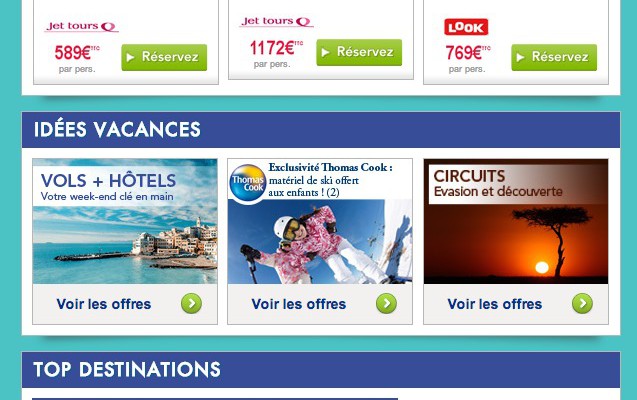 Jet tours
589€TTC
par pers.
Réservez
Jet tours
1172€TTC
par pers.
Réservez
LOOK
769€TTC
par pers.
Réservez
IDÉES VACANCES
VOLS + HÔTELS
Votre week-end clé en main
Voir les offres
Thomas
Cook
Exclusivité Thomas Cook :
matériel de ski offert
aux enfants ! (2)
Voir les offres
CIRCUITS
Evasion et découverte
Voir les offres
TOP DESTINATIONS